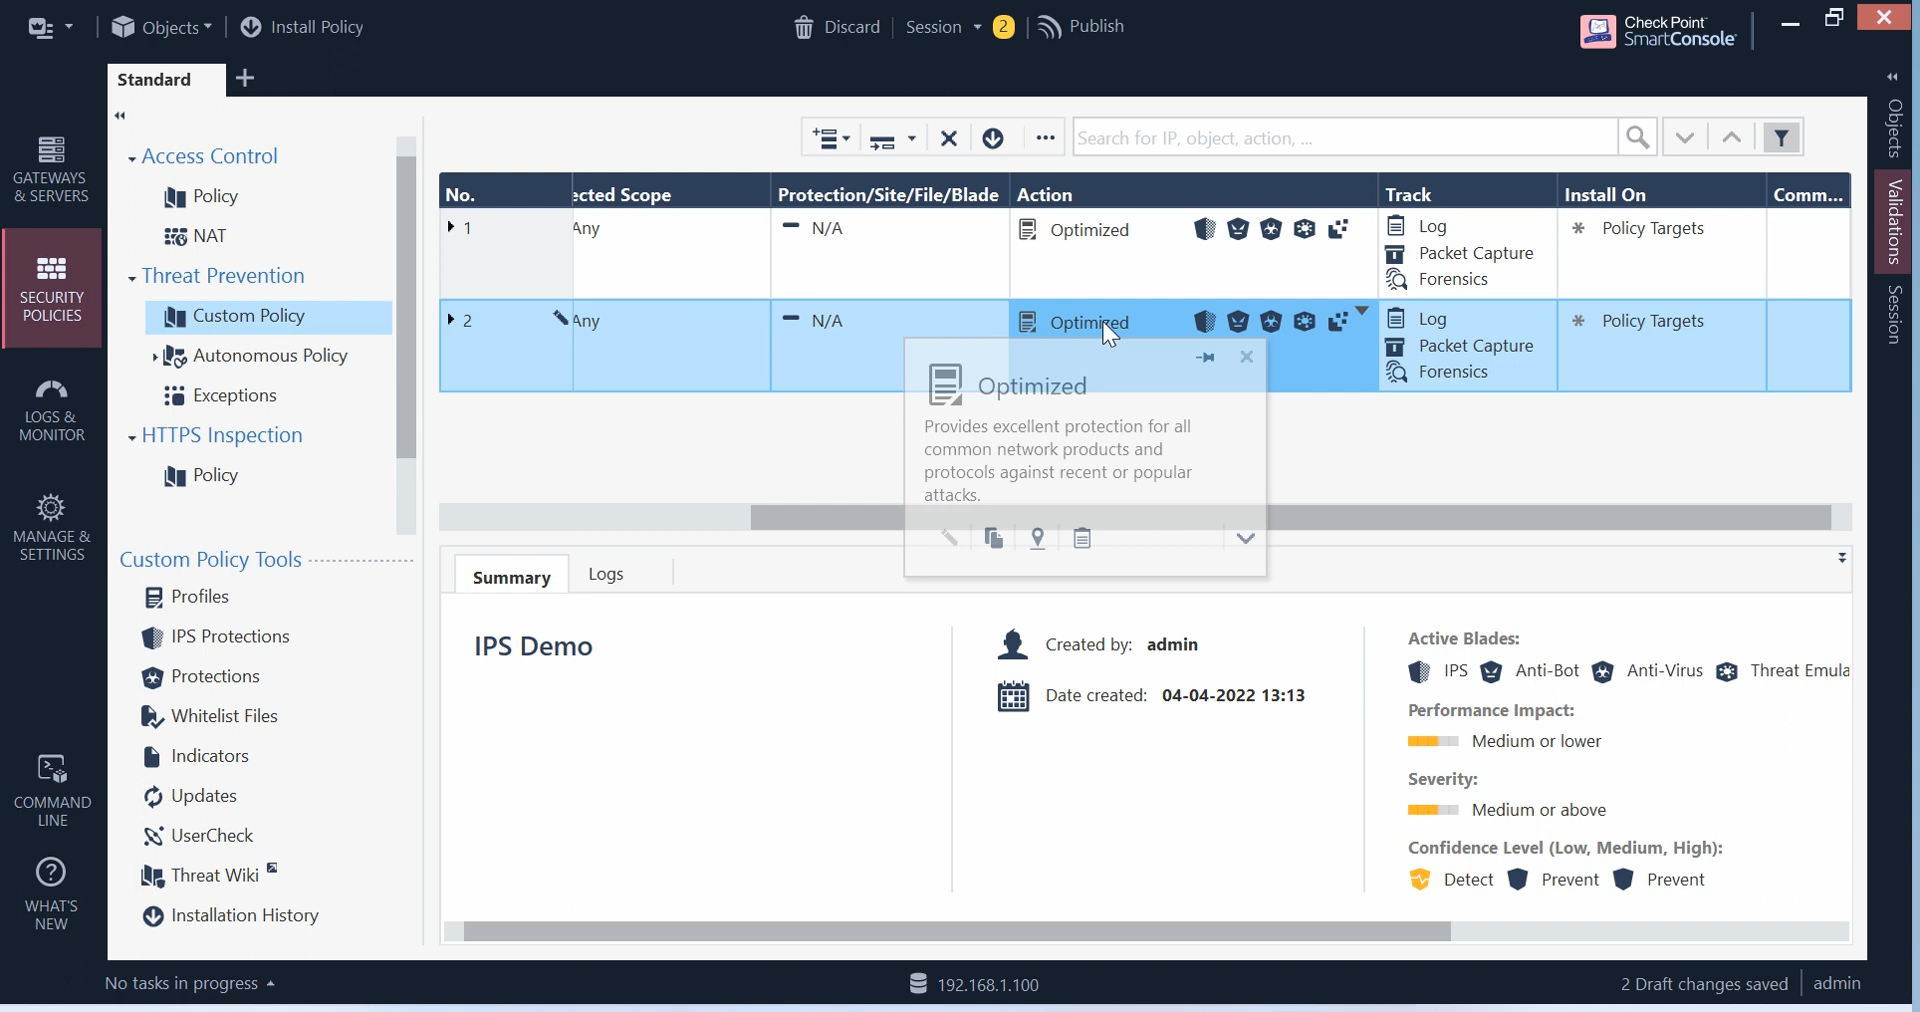 Objects
Install Policy
Discard
Session
2
Publish
Check Point
SmartConsole
Standard
GATEWAYS
& SERVERS
SECURITY
POLICIES
LOGS &
MONITOR
MANAGE &
SETTINGS
COMMAND
LINE
WHAT'S
NEW
Access Control
Policy
NAT
Threat Prevention
Custom Policy
Autonomous Policy
Exceptions
HTTPS Inspection
Policy
Custom Policy Tools
Profiles
IPS Protections
Protections
Whitelist Files
Indicators
Updates
UserCheck
Threat Wiki
Installation History
Search for IP, object, action, ...
No. ected Scope Protection/Site/File/Blade Action Track Install On Comm...
1 Any N/A Optimized Log * Policy Targets
Packet Capture
Forensics
2 Any N/A Optimized Log * Policy Targets
Packet Capture
Forensics
Optimized
Provides excellent protection for all
common network products and
protocols against recent or popular
attacks.
Summary Logs
IPS Demo
Created by: admin
Date created: 04-04-2022 13:13
Active Blades:
IPS Anti-Bot Anti-Virus Threat Emula
Performance Impact:
Medium or lower
Severity:
Medium or above
Confidence Level (Low, Medium, High):
Detect Prevent Prevent
Objects
Validations
Session
No tasks in progress
192.168.1.100
2 Draft changes saved
admin